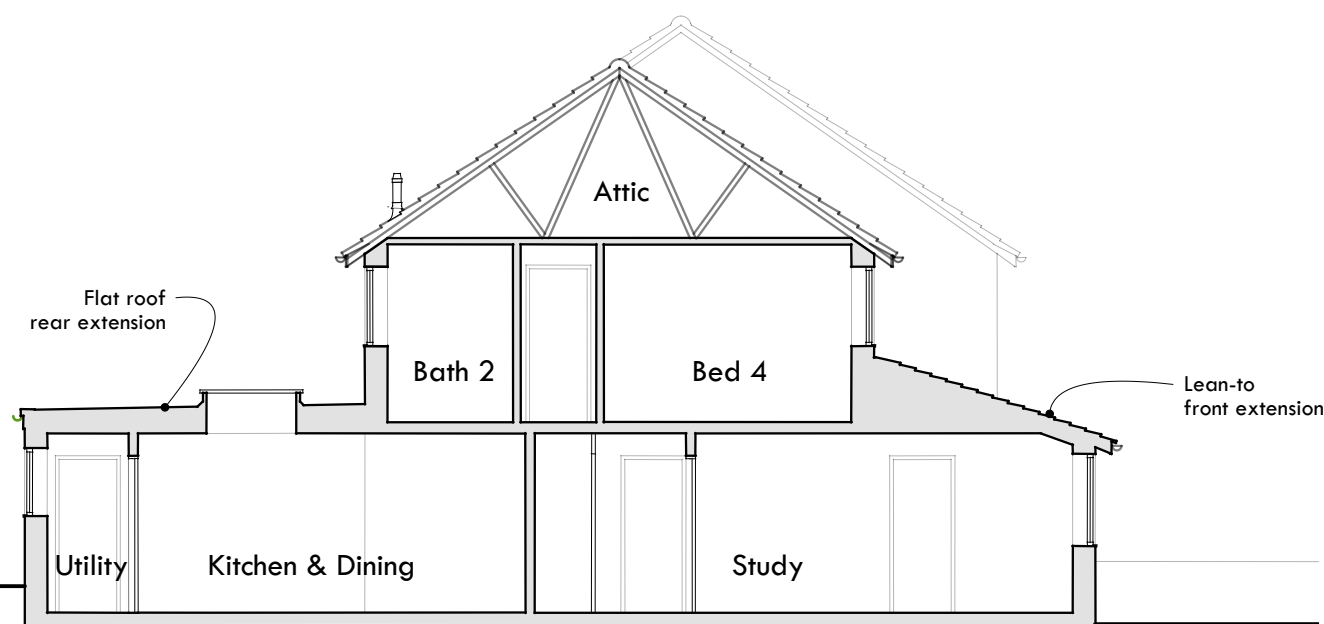 Attic
Flat roof
rear extension
Bath 2
Bed 4
Lean-to
front extension
Utility
Kitchen & Dining
Study